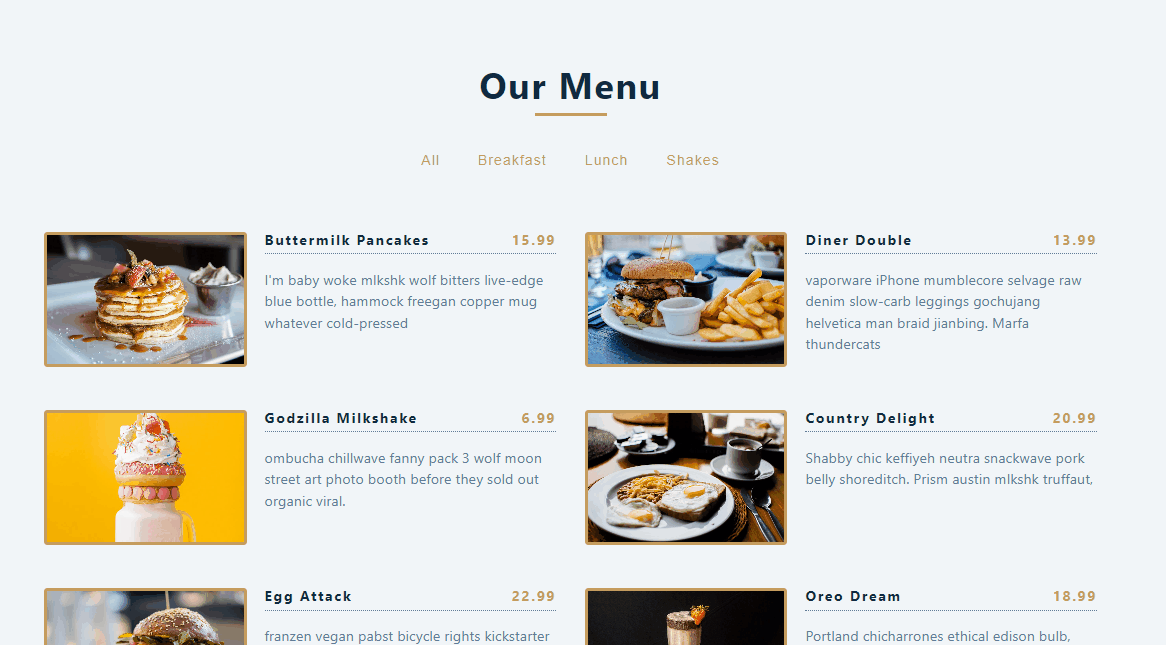 Our Menu
All Breakfast Lunch Shakes
Buttermilk Pancakes 15.99
I'm baby woke mlkshk wolf bitters live-edge
blue bottle, hammock freegan copper mug
whatever cold-pressed
Diner Double 13.99
vaporware iPhone mumblecore selvage raw
denim slow-carb leggings gochujang
helvetica man braid jianbing. Marfa
thundercats
Godzilla Milkshake 6.99
ombucha chillwave fanny pack 3 wolf moon
street art photo booth before they sold out
organic viral.
Country Delight 20.99
Shabby chic keffiyeh neutra snackwave pork
belly shoreditch. Prism austin mlkshk truffaut,
Egg Attack 22.99
franzen vegan pabst bicycle rights kickstarter
Oreo Dream 18.99
Portland chicharrones ethical edison bulb,